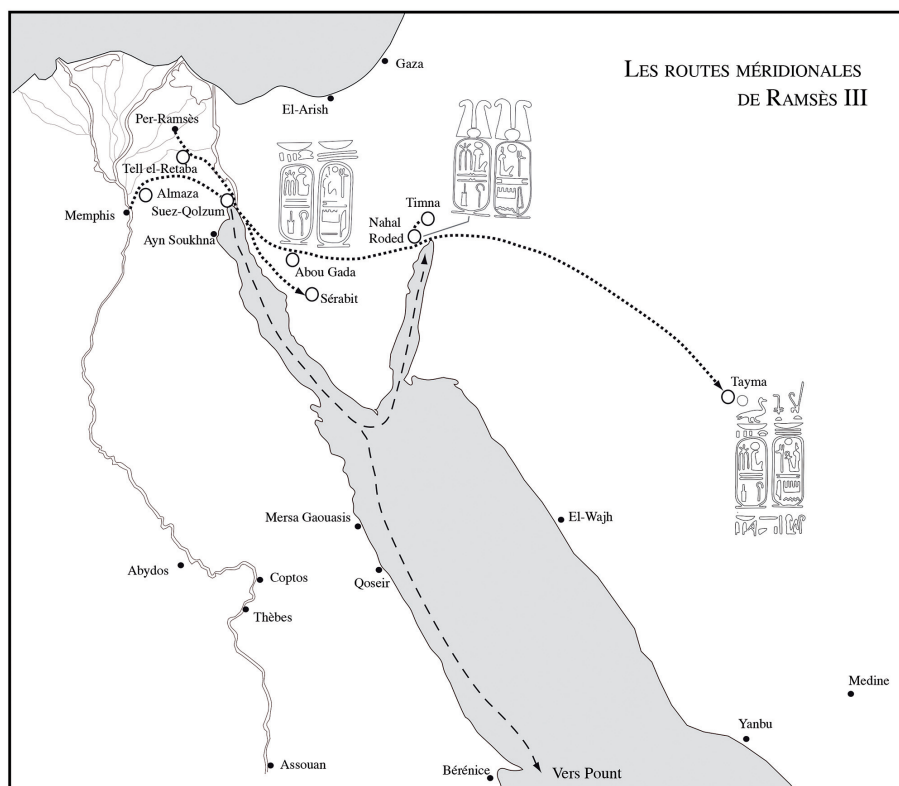 LES ROUTES MÉRIDIONALES
DE RAMSÈS III
Gaza
El-Arish
Per-Ramsès
Tell el-Retaba
Almaza
Memphis
Suez-Qolzum
Ayn Soukhna
Timna
Nahal
Roded
Abou Gada
Sérabit
Tayma
Mersa Gaouasis
El-Wajh
Abydos
Coptos
Qoseir
Thèbes
Medine
Yanbu
Assouan
Bérénice
Vers Pount